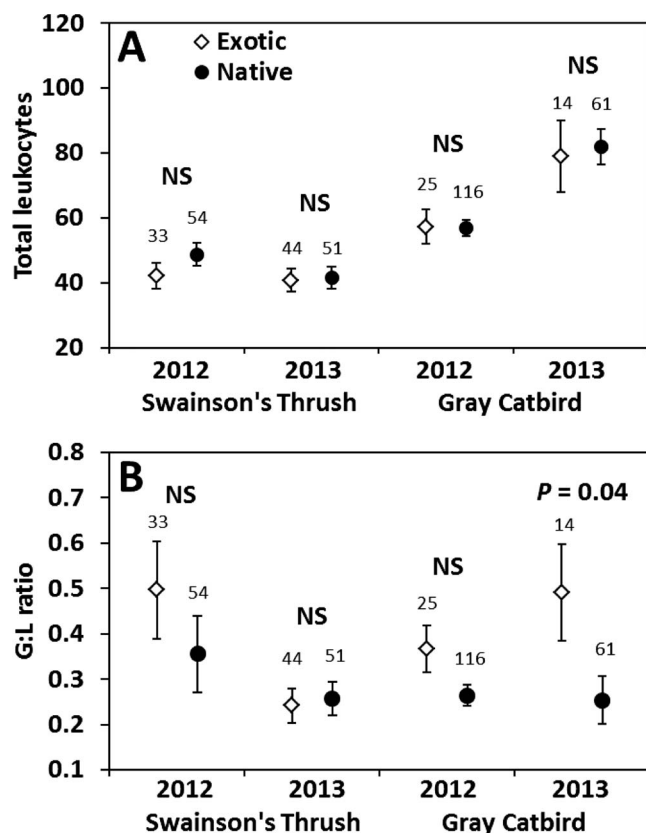 120
100
80
60
40
20
Total leukocytes
A
Exotic
Native
NS
33
54
NS
44
51
NS
25
116
NS
14
61
2012
2013
2012
2013
Swainson's Thrush
Gray Catbird
0.8
0.7
0.6
0.5
0.4
0.3
0.2
0.1
G:L ratio
B
NS
33
54
NS
44
51
NS
25
116
P = 0.04
14
61
2012
2013
2012
2013
Swainson's Thrush
Gray Catbird